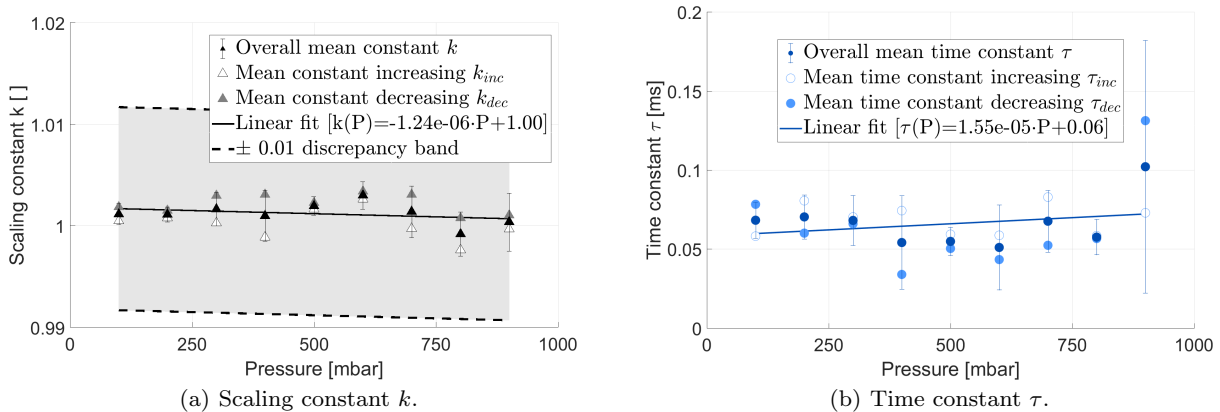 1.02
1.01
1
0.99
Scaling constant k [ ]
Overall mean constant k
Mean constant increasing k_inc
Mean constant decreasing k_dec
Linear fit [k(P)=-1.24e-06·P+1.00]
± 0.01 discrepancy band
0 250 500 750 1000
Pressure [mbar]
(a) Scaling constant k.
0.2
0.15
0.1
0.05
0
Time constant τ [ms]
Overall mean time constant τ
Mean time constant increasing τ_inc
Mean time constant decreasing τ_dec
Linear fit [τ(P)=1.55e-05·P+0.06]
0 250 500 750 1000
Pressure [mbar]
(b) Time constant τ.